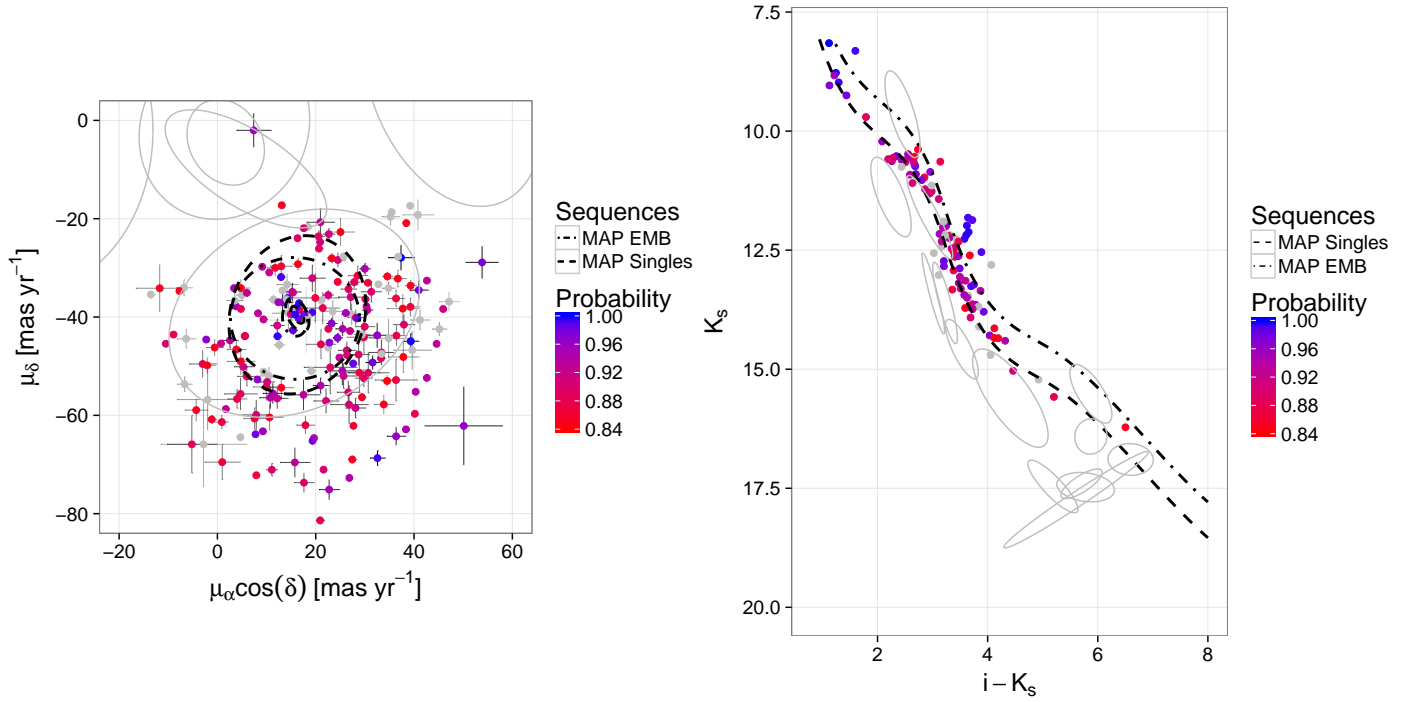 0
−20
−40
−60
−80
−20 0 20 40 60
μαcos(δ) [mas yr−1]
μδ [mas yr−1]
Sequences
MAP EMB
MAP Singles
Probability
1.00
0.96
0.92
0.88
0.84
7.5
10.0
12.5
15.0
17.5
20.0
2 4 6 8
i − Ks
Ks
Sequences
MAP Singles
MAP EMB
Probability
1.00
0.96
0.92
0.88
0.84